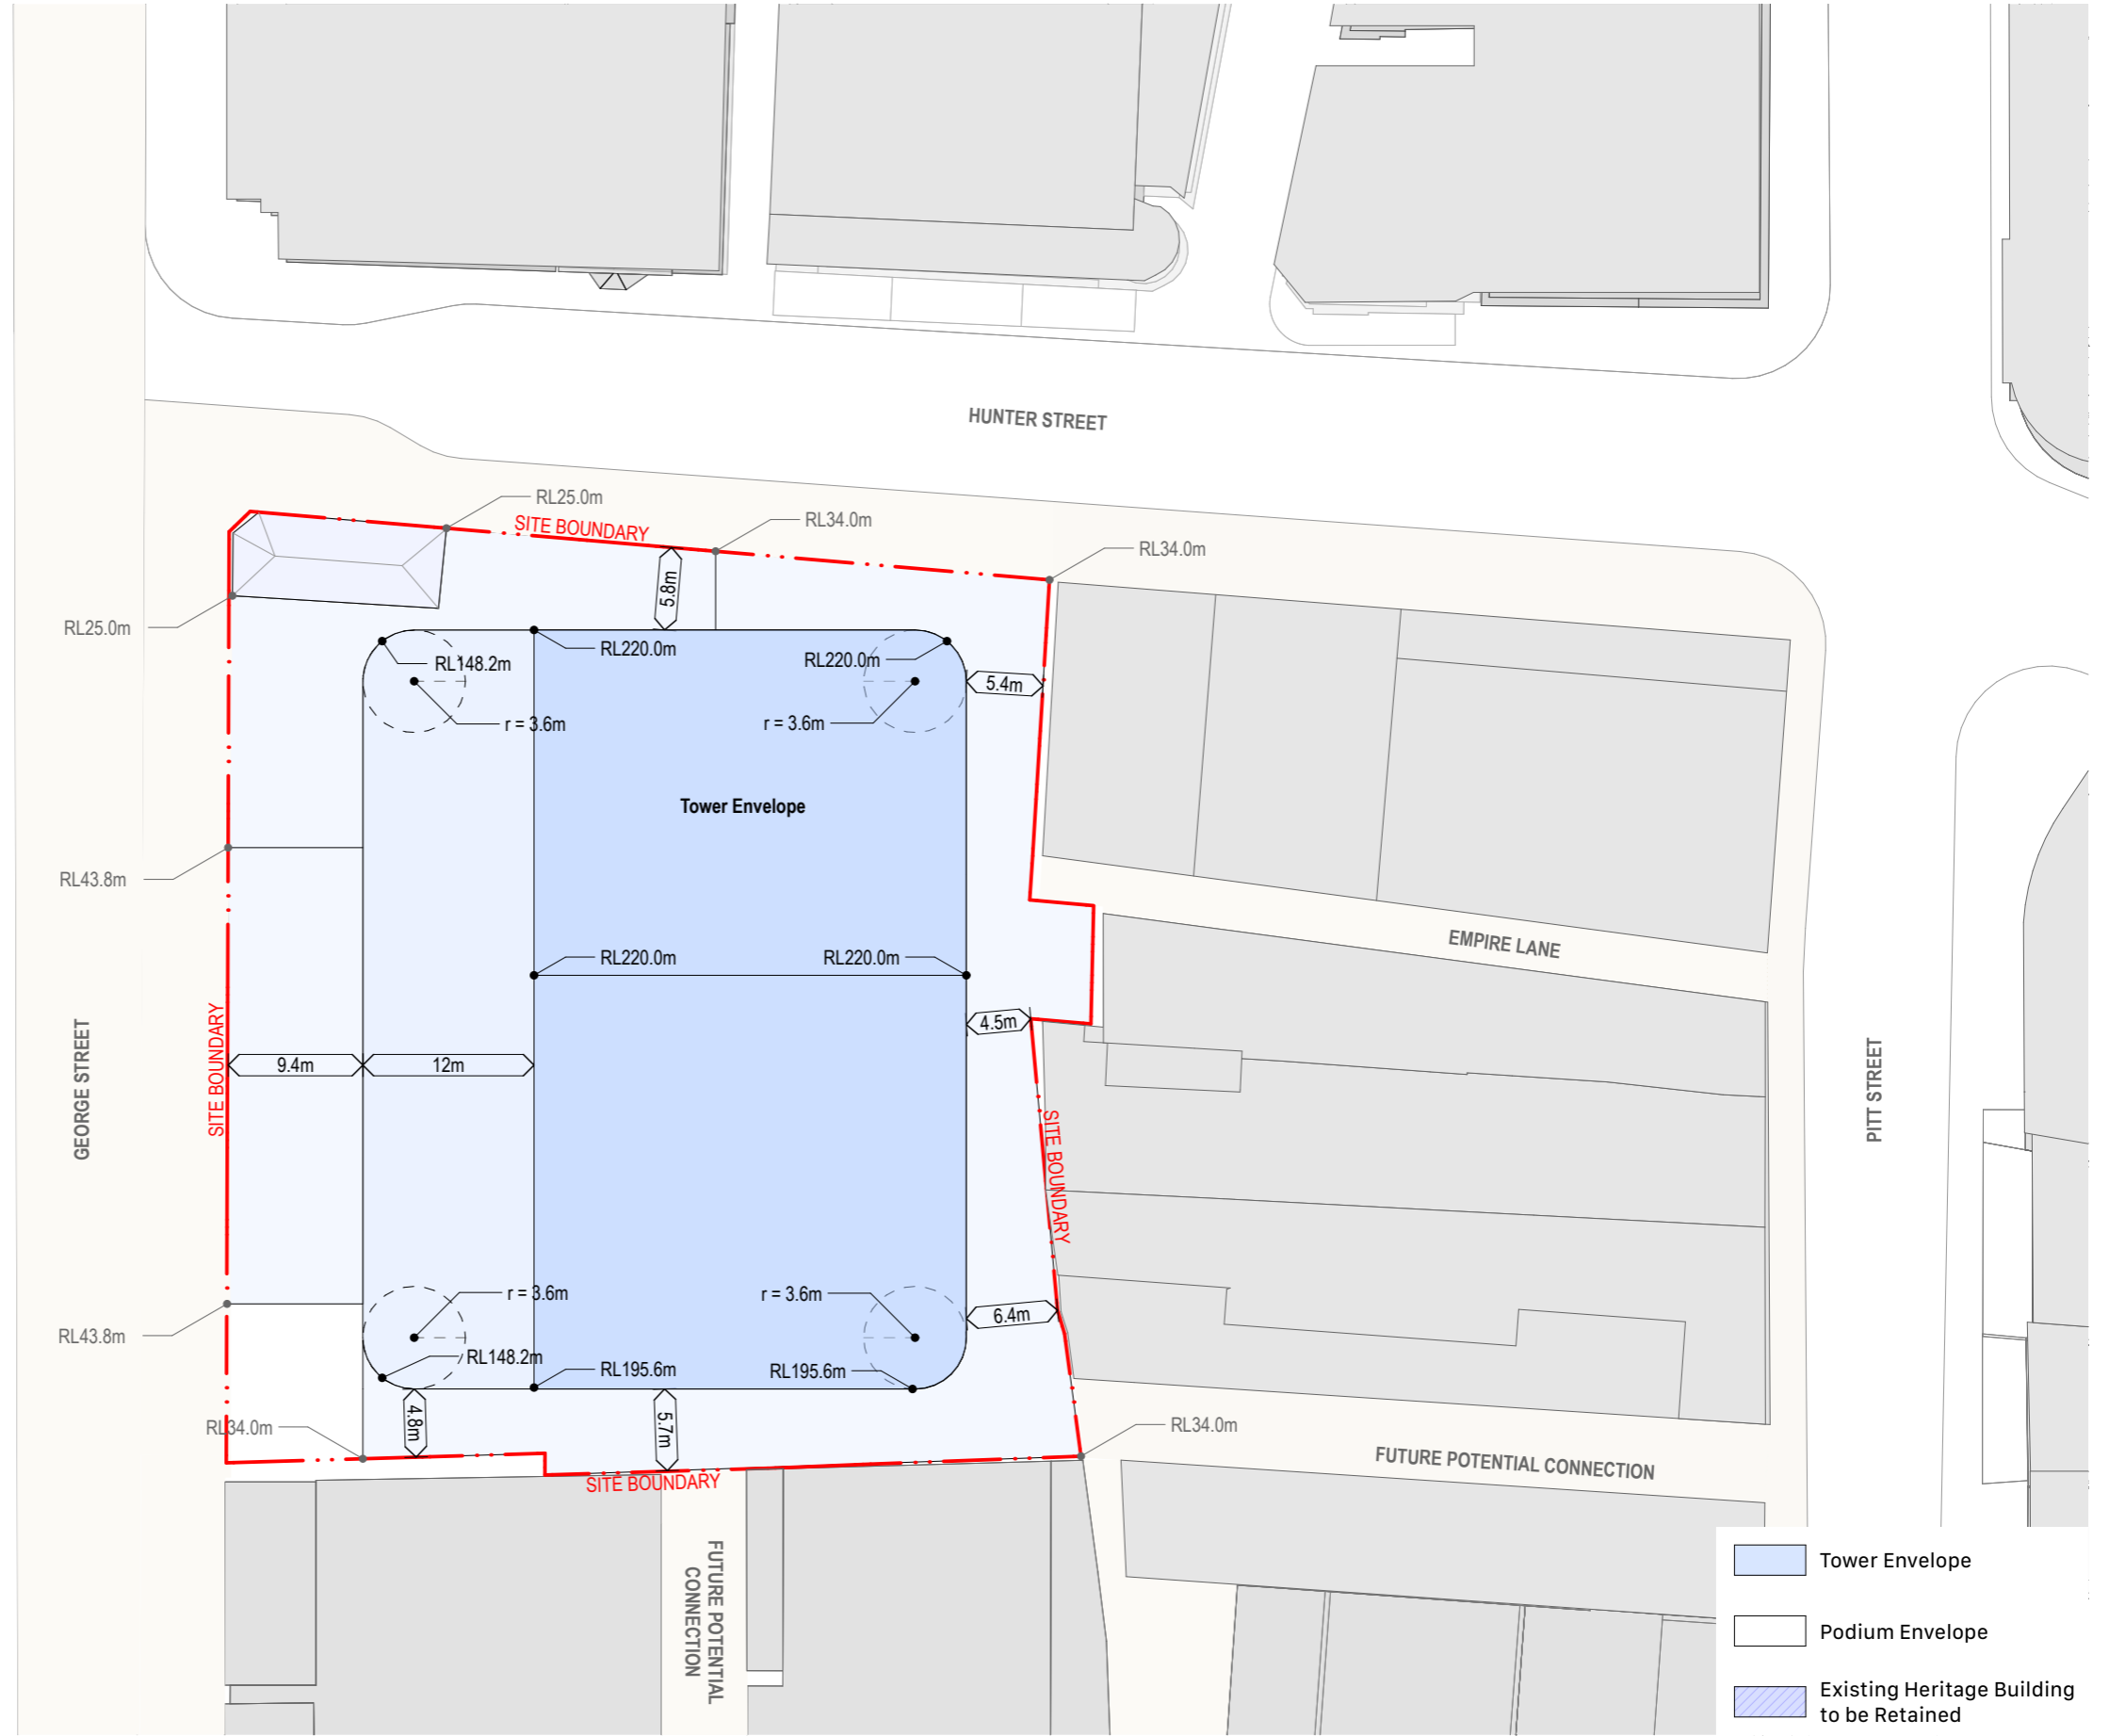 HUNTER STREET
RL25.0m
SITE BOUNDARY
RL34.0m
RL34.0m
5.8m
RL25.0m
RL220.0m
RL220.0m
RL148.2m
5.4m
r = 3.6m
r = 3.6m
Tower Envelope
RL43.8m
EMPIRE LANE
RL220.0m
RL220.0m
4.5m
SITE BOUNDARY
GEORGE STREET
9.4m
12m
PITT STREET
SITE BOUNDARY
r = 3.6m
r = 3.6m
6.4m
RL43.8m
RL148.2m
RL195.6m
RL195.6m
4.8m
5.7m
RL34.0m
RL34.0m
FUTURE POTENTIAL CONNECTION
SITE BOUNDARY
FUTURE POTENTIAL
CONNECTION
Tower Envelope
Podium Envelope
Existing Heritage Building
to be Retained